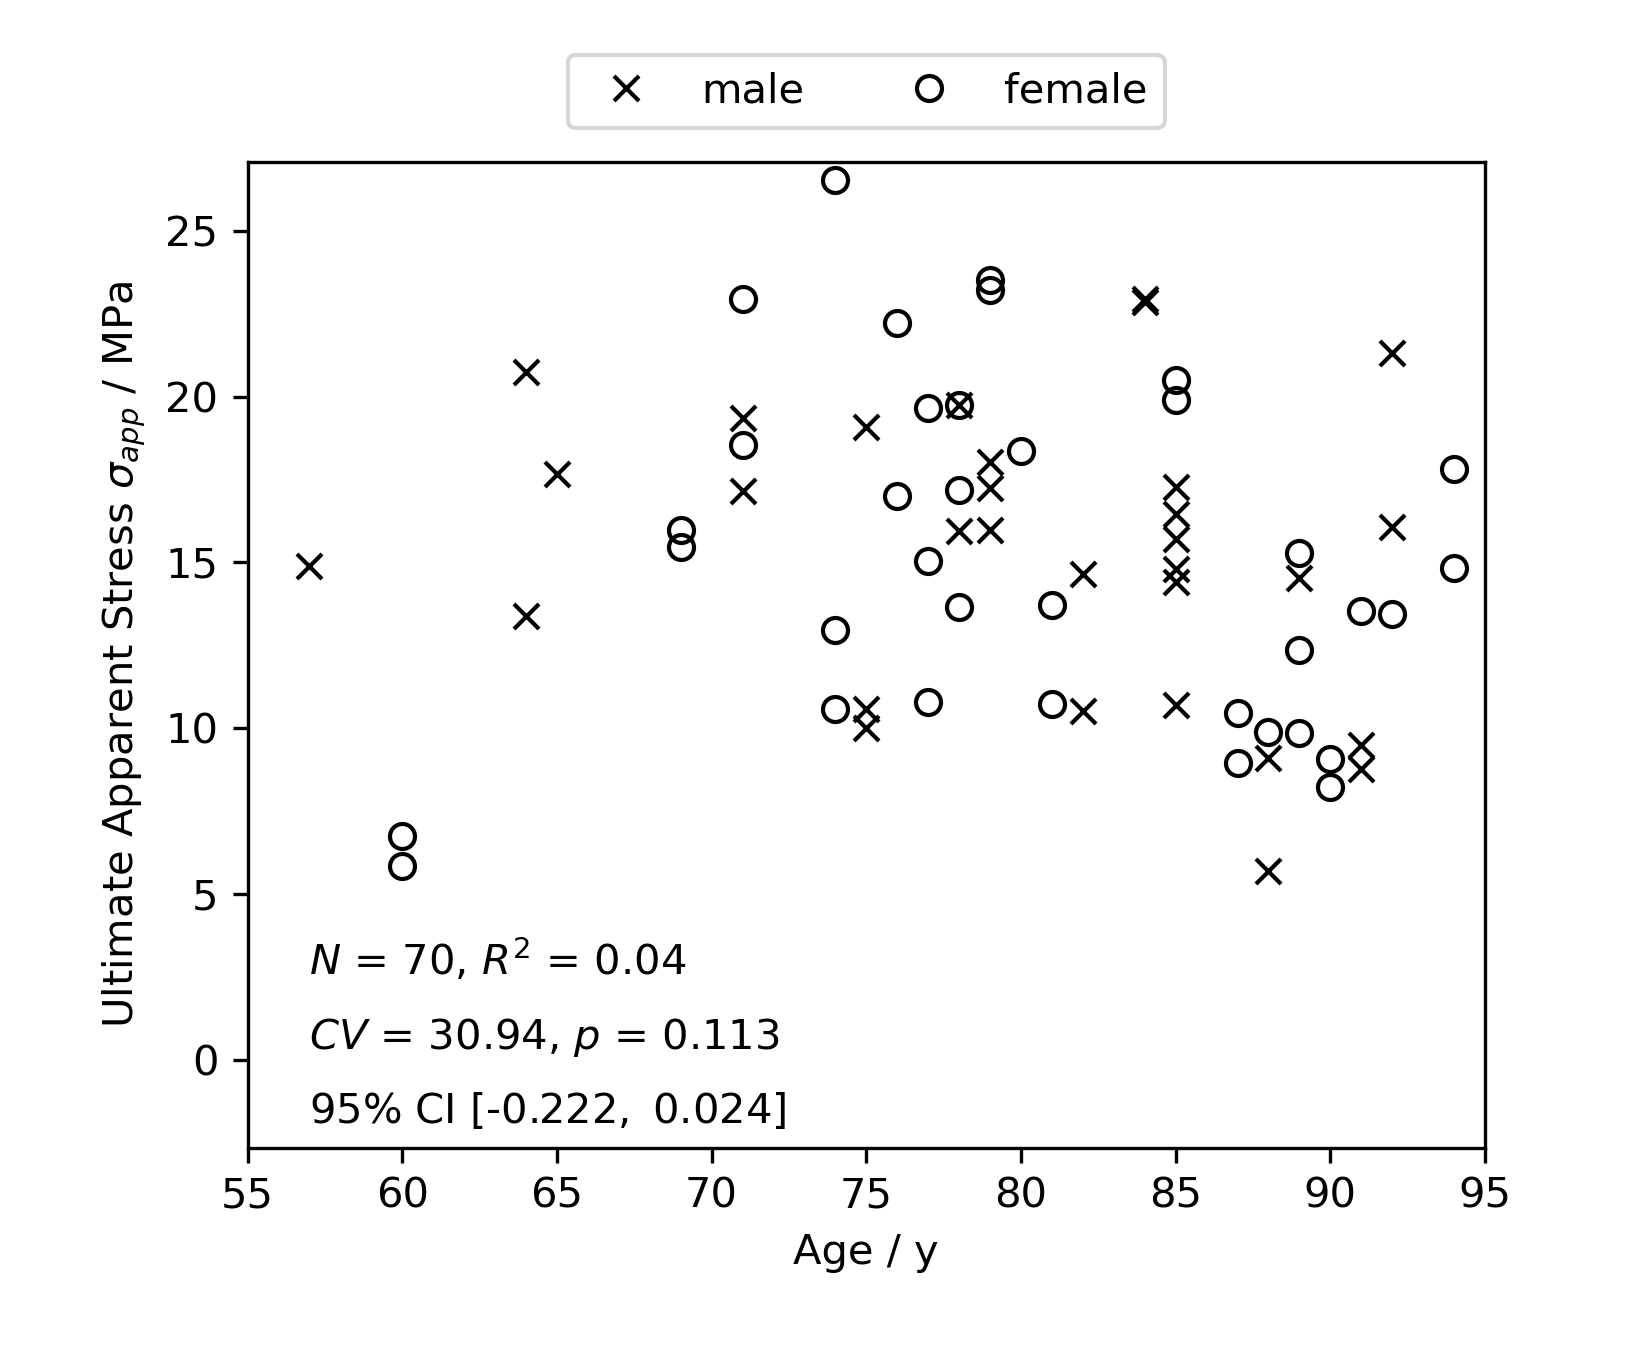 male female
Ultimate Apparent Stress σapp / MPa
25
20
15
10
5
0
N = 70, R² = 0.04
CV = 30.94, p = 0.113
95% CI [-0.222, 0.024]
55 60 65 70 75 80 85 90 95
Age / y